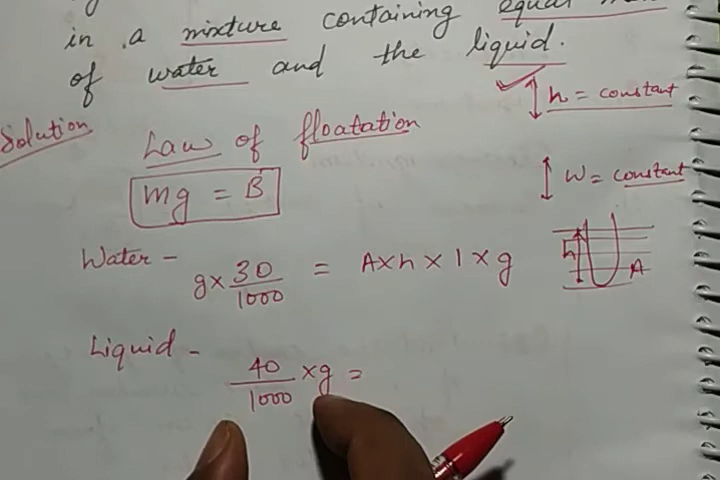 in a mixture containing equal
of water and the liquid.
h = constant
Solution
Law of floatation
W = constant
mg = B
Water - g × 30/1000 = A×h × 1 × g
h
A
Liquid - 40/1000 × g =